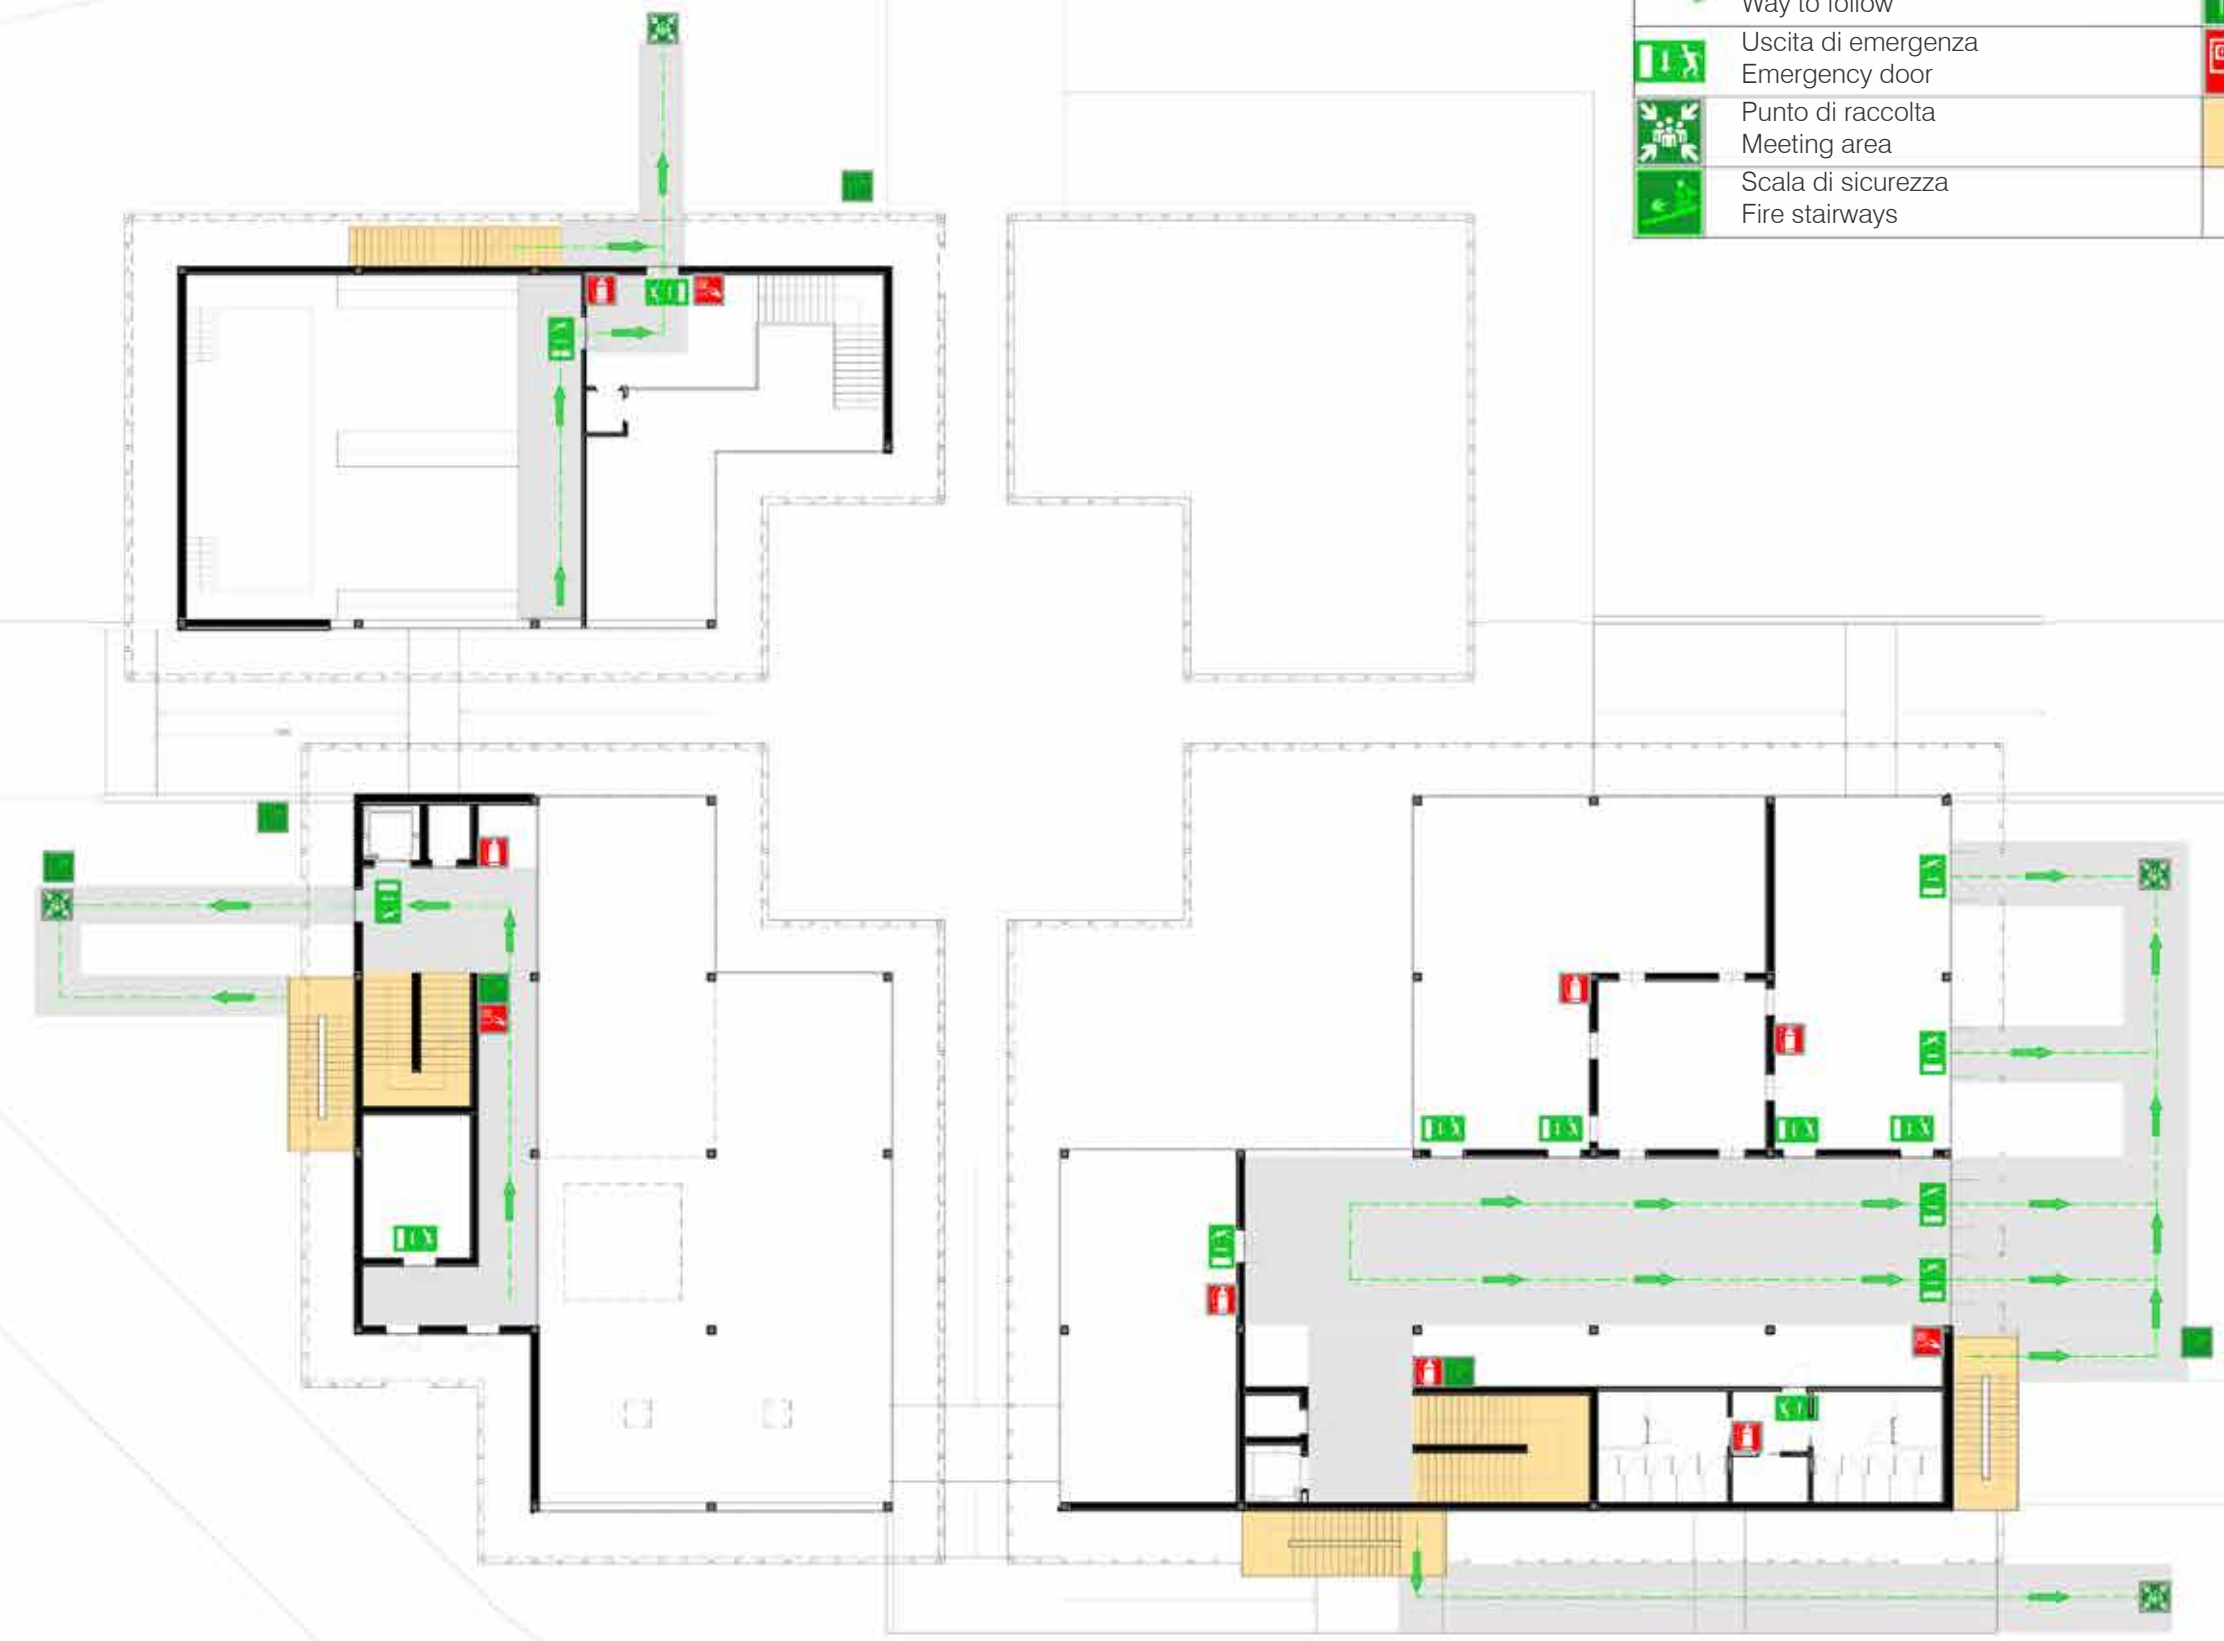 Way to follow
Uscita di emergenza
Emergency door
Punto di raccolta
Meeting area
Scala di sicurezza
Fire stairways